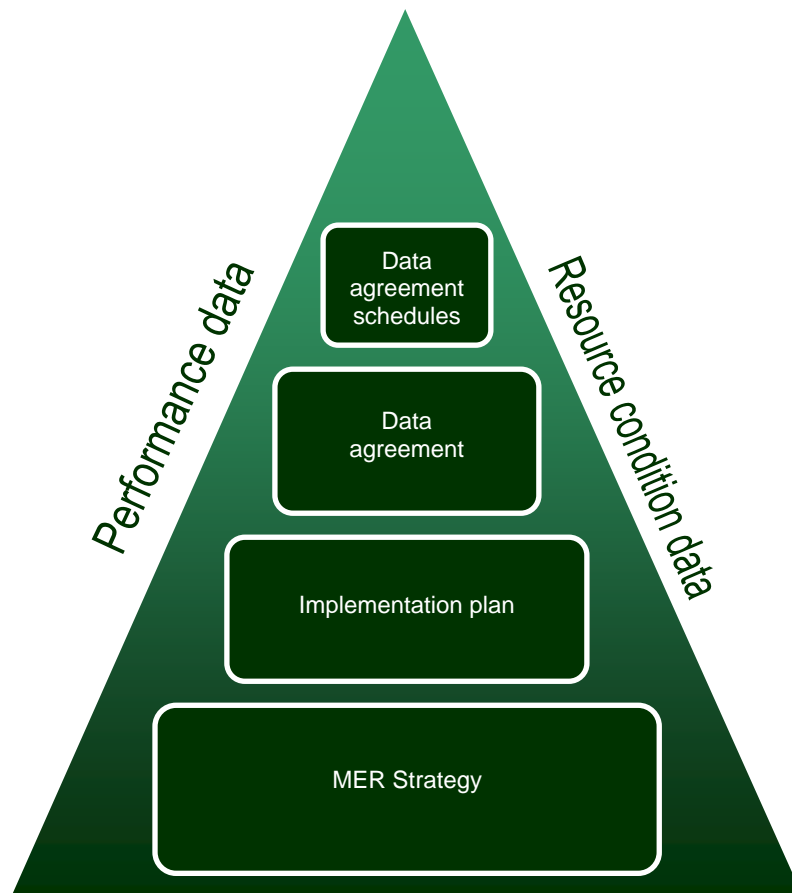 Data
agreement
schedules
Performance data
Resource condition data
Data
agreement
Implementation plan
MER Strategy